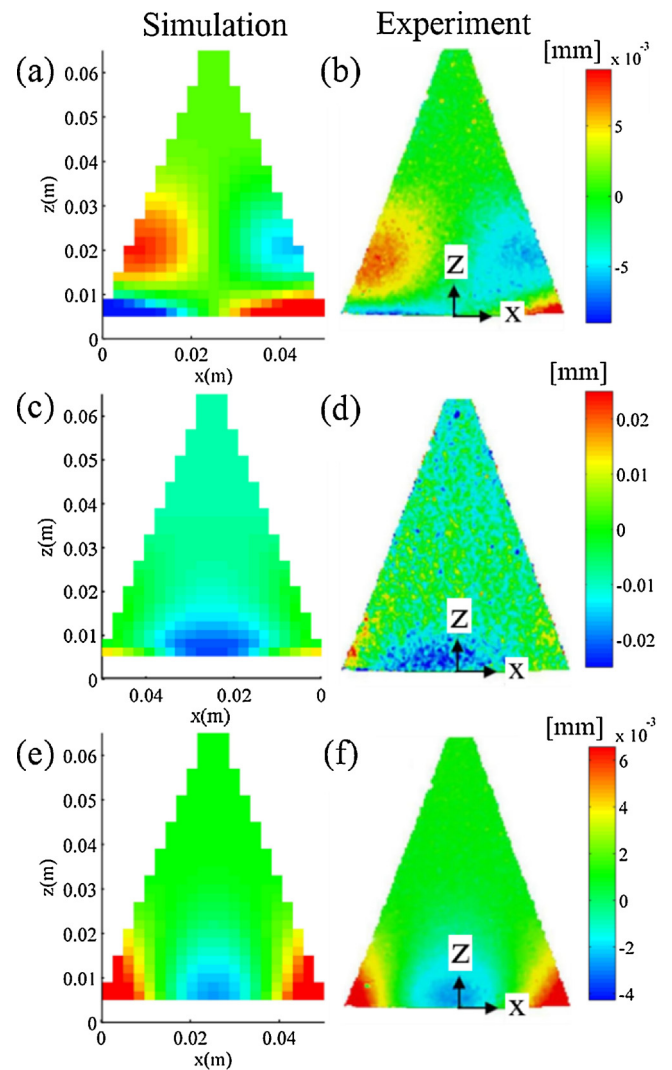 Simulation Experiment
(a) (b) [mm] x 10⁻³
0.06
0.05
0.04
0.03
0.02
0.01
0
z(m)
0 0.02 0.04
x(m)
Z
X
5
0
-5
(c) (d) [mm]
0.06
0.05
0.04
0.03
0.02
0.01
0
z(m)
0.04 0.02 0
x(m)
Z
X
0.02
0.01
0
-0.01
-0.02
(e) (f) [mm] x 10⁻³
0.06
0.05
0.04
0.03
0.02
0.01
0
z(m)
0 0.02 0.04
x(m)
Z
X
6
4
2
0
-2
-4